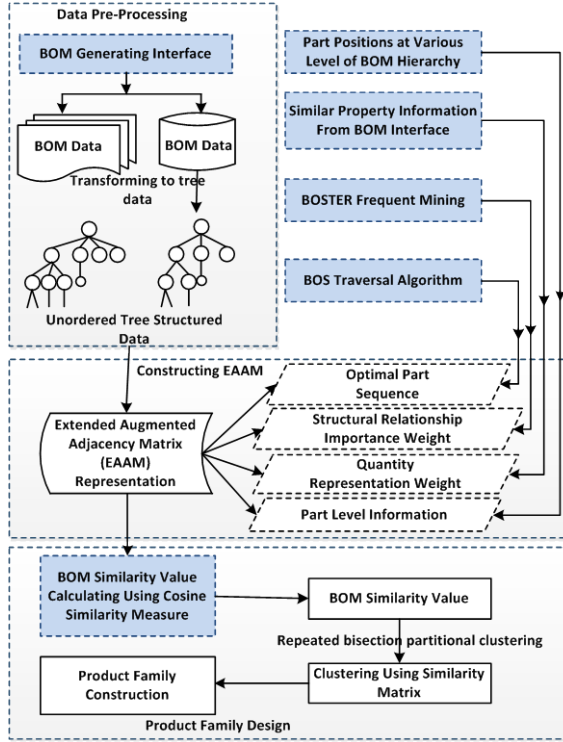 Data Pre-Processing
BOM Generating Interface
BOM Data
BOM Data
Transforming to tree
data
Unordered Tree Structured
Data
Part Positions at Various
Level of BOM Hierarchy
Similar Property Information
From BOM Interface
BOSTER Frequent Mining
BOS Traversal Algorithm
Constructing EAAM
Extended Augmented
Adjacency Matrix
(EAAM)
Representation
Optimal Part
Sequence
Structural Relationship
Importance Weight
Quantity
Representation Weight
Part Level Information
BOM Similarity Value
Calculating Using Cosine
Similarity Measure
BOM Similarity Value
Repeated bisection partitional clustering
Clustering Using Similarity
Matrix
Product Family
Construction
Product Family Design